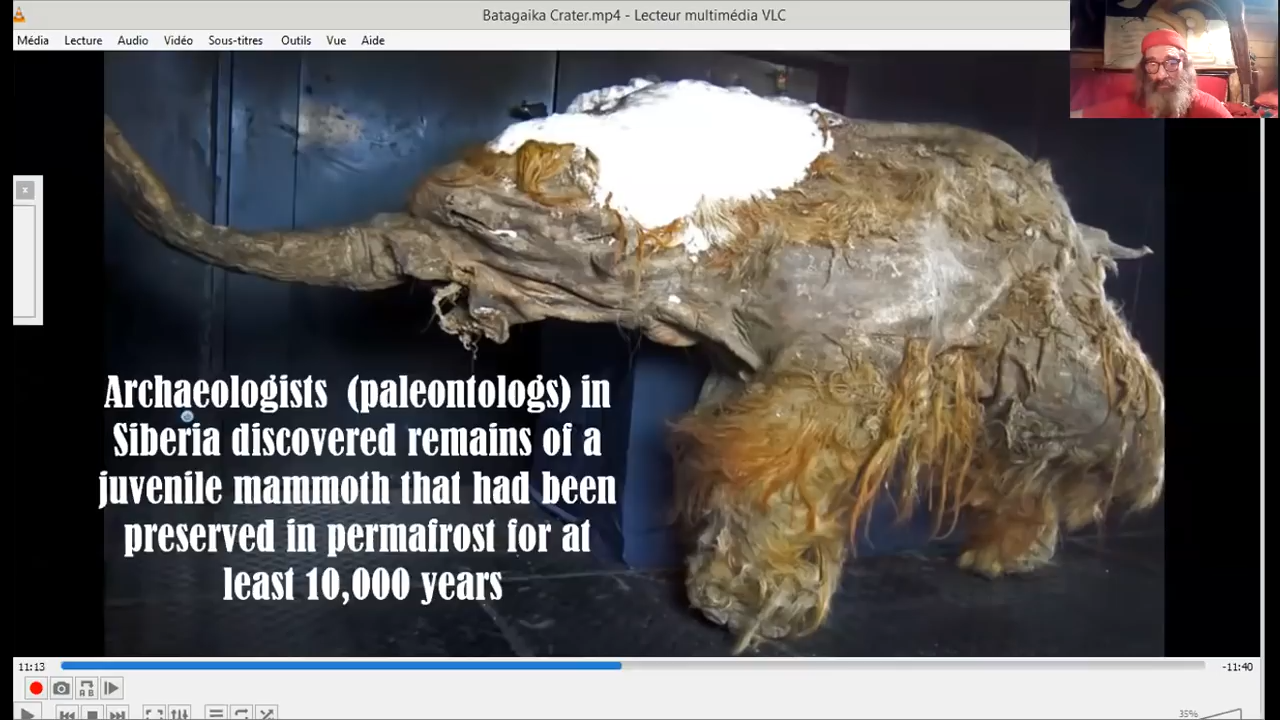 Batagaika Crater.mp4 - Lecteur multimédia VLC
Média Lecture Audio Vidéo Sous-titres Outils Vue Aide
x
Archaeologists (paleontologs) in
Siberia discovered remains of a
juvenile mammoth that had been
preserved in permafrost for at
least 10,000 years
11:13 -11:40
A B
35%